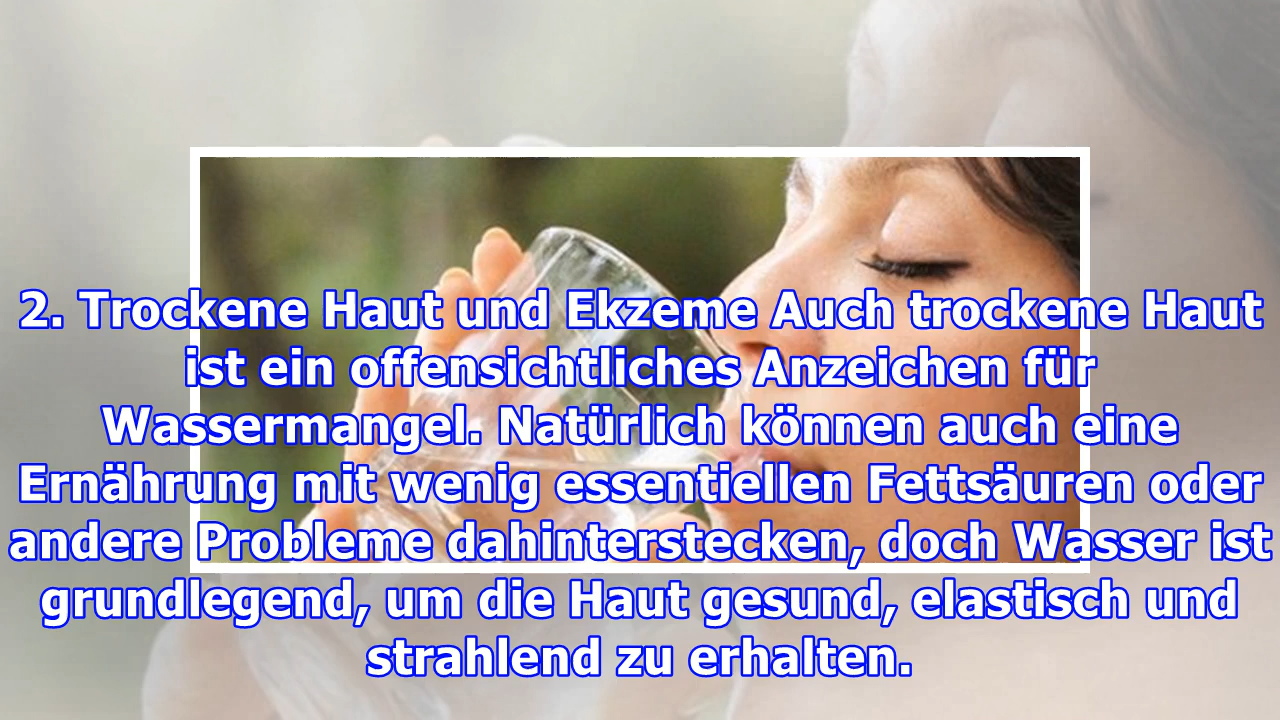 2. Trockene Haut und Ekzeme Auch trockene Haut
ist ein offensichtliches Anzeichen für
Wassermangel. Natürlich können auch eine
Ernährung mit wenig essentiellen Fettsäuren oder
andere Probleme dahinterstecken, doch Wasser ist
grundlegend, um die Haut gesund, elastisch und
strahlend zu erhalten.